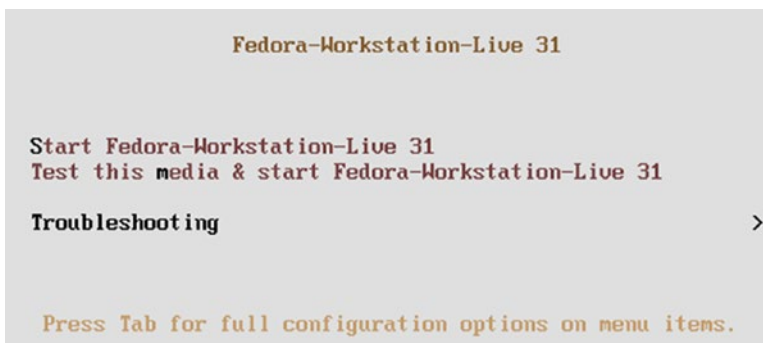 Fedora-Workstation-Live 31
Start Fedora-Workstation-Live 31
Test this media & start Fedora-Workstation-Live 31
Troubleshooting >
Press Tab for full configuration options on menu items.